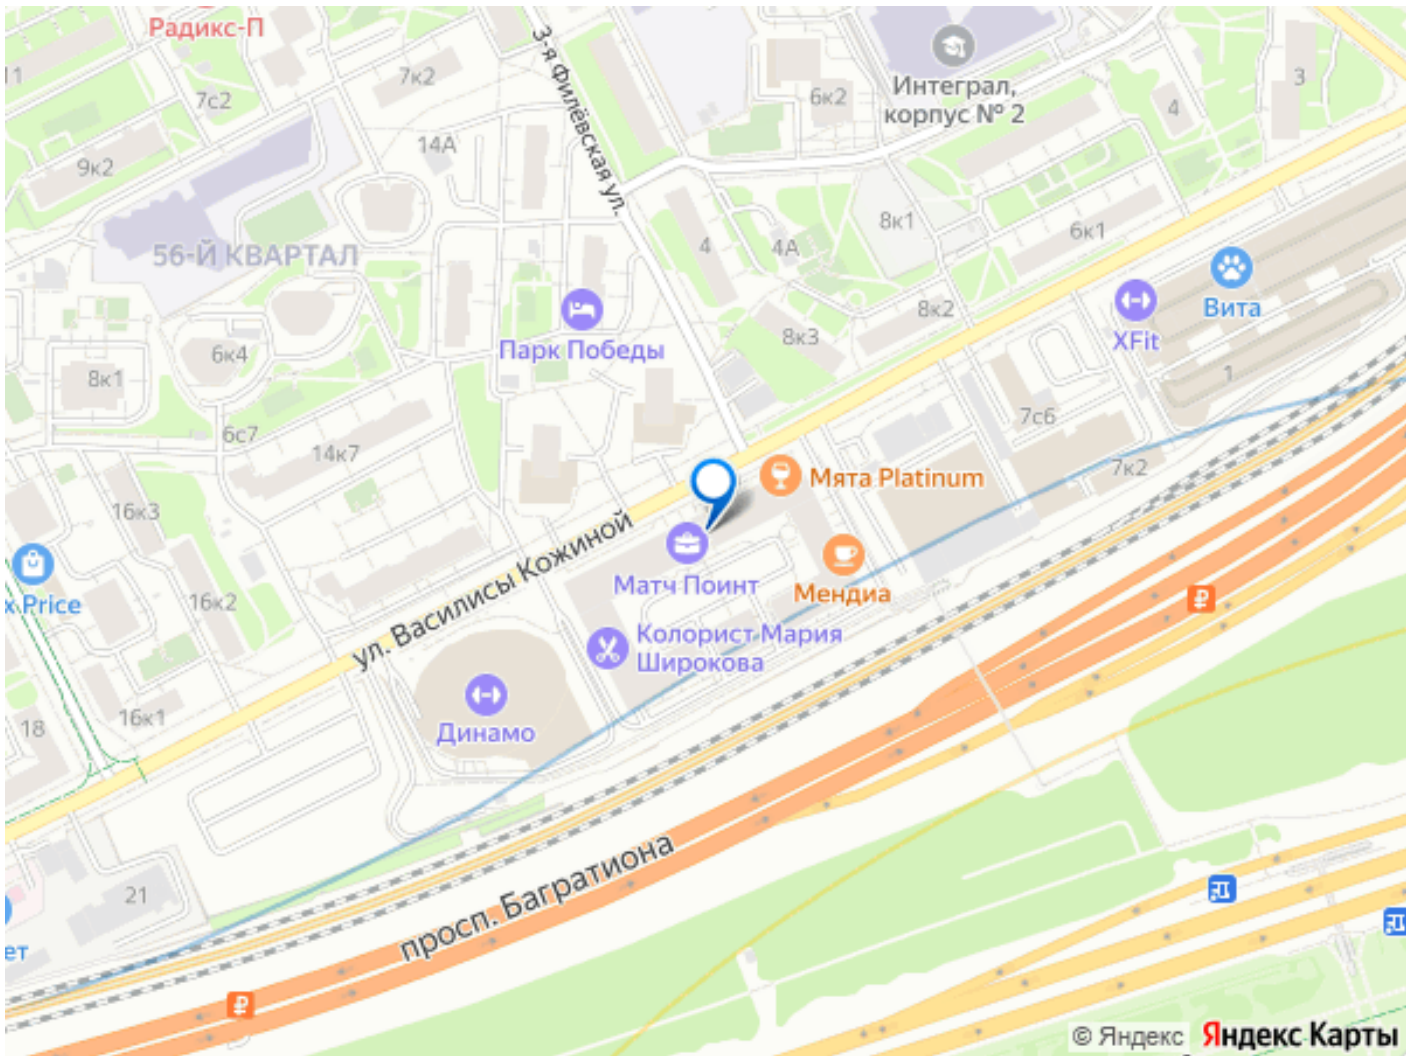 Радикс-П
11
7к2
7с2
3-я Филёвская ул.
6к2
Интеграл,
корпус № 2
3
4
14А
9к2
56-Й КВАРТАЛ
4
4А
8к1
6к1
Вита
XFit
Парк Победы
8к2
8к3
6к4
8к1
1
7с6
6с7
14к7
Мята Platinum
7к2
16к3
ул. Василисы Кожиной
Матч Поинт
Мендиа
x Price
16к2
Колорист Мария
Широкова
Динамо
16к1
18
21
просп. Багратиона
ет
© Яндекс Яндекс Карты